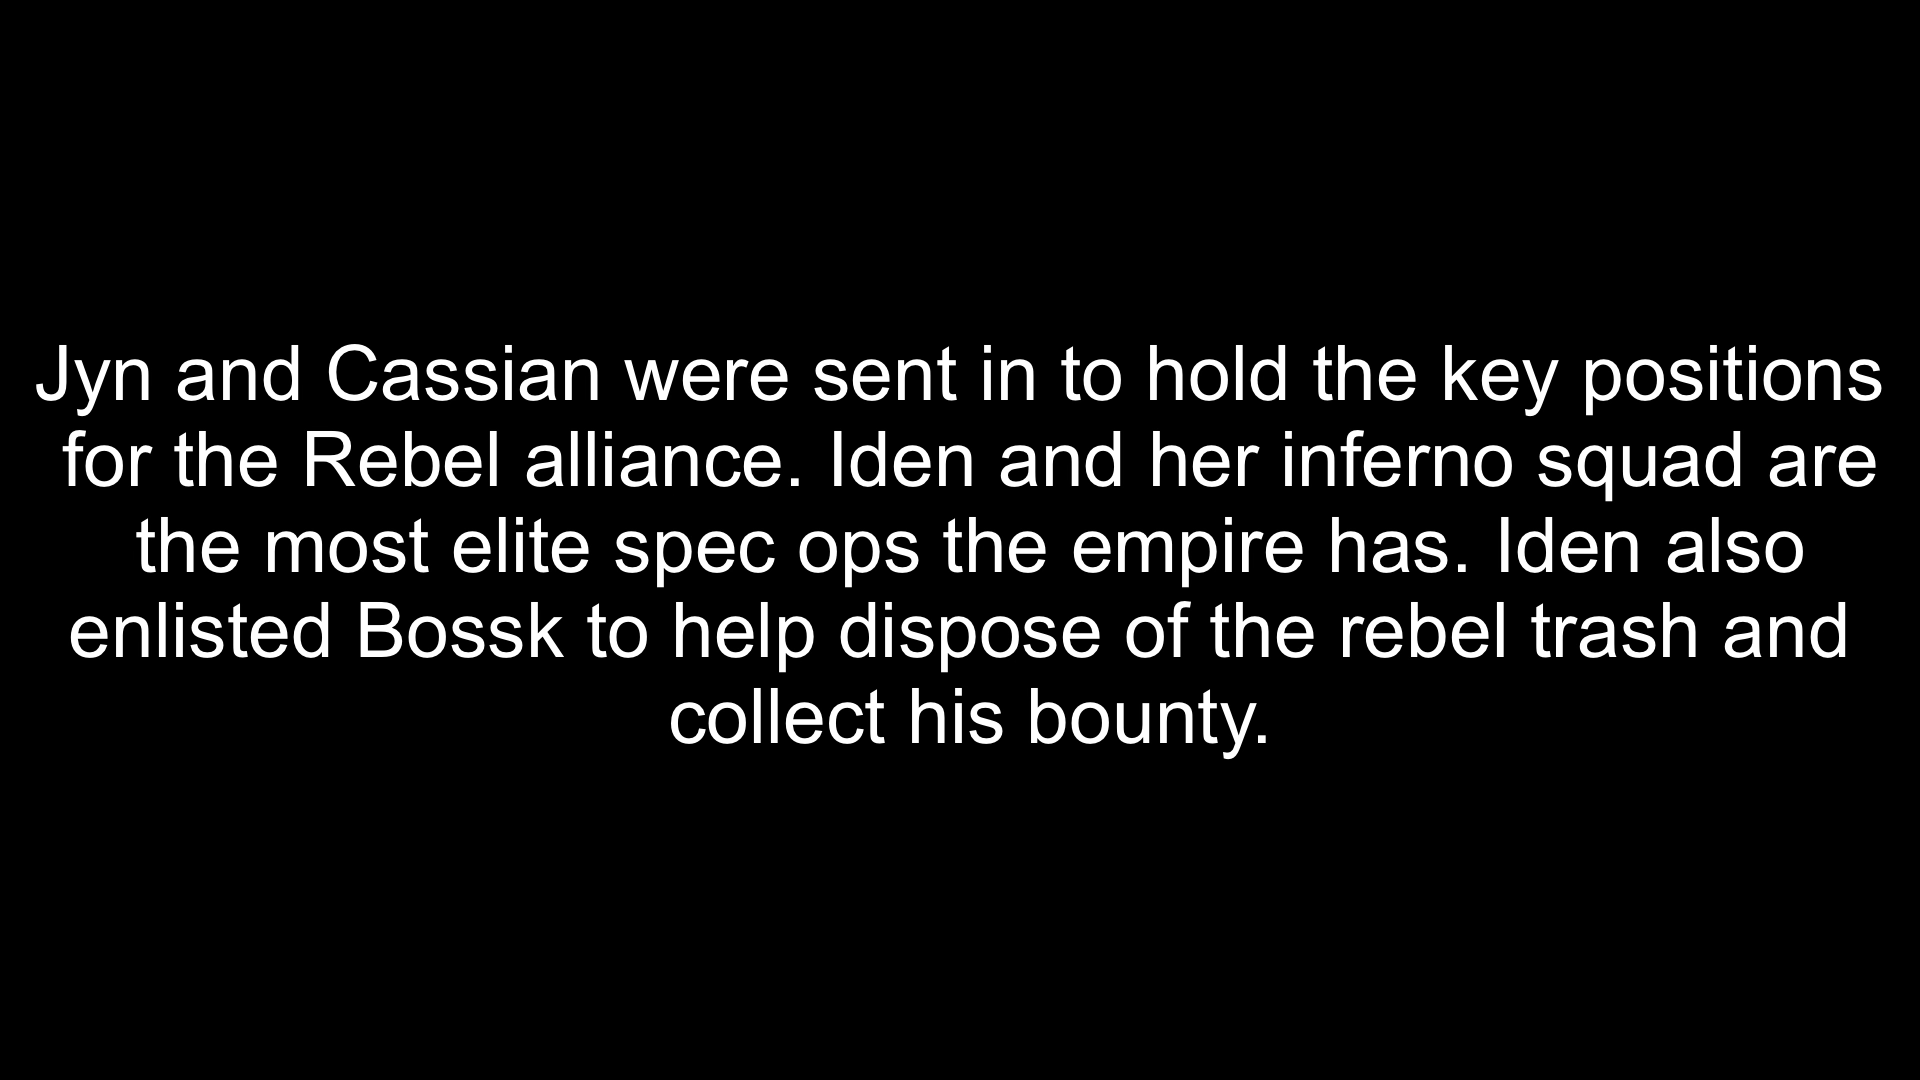 Jyn and Cassian were sent in to hold the key positions
for the Rebel alliance. Iden and her inferno squad are
the most elite spec ops the empire has. Iden also
enlisted Bossk to help dispose of the rebel trash and
collect his bounty.